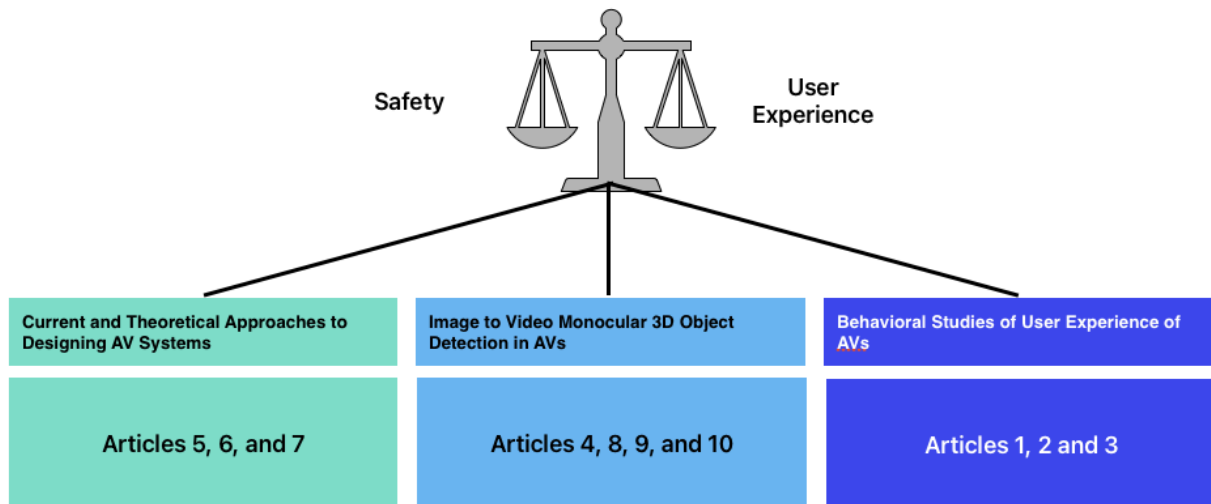 Safety
User
Experience
Current and Theoretical Approaches to
Designing AV Systems
Image to Video Monocular 3D Object
Detection in AVs
Behavioral Studies of User Experience of
AVs
Articles 5, 6, and 7
Articles 4, 8, 9, and 10
Articles 1, 2 and 3